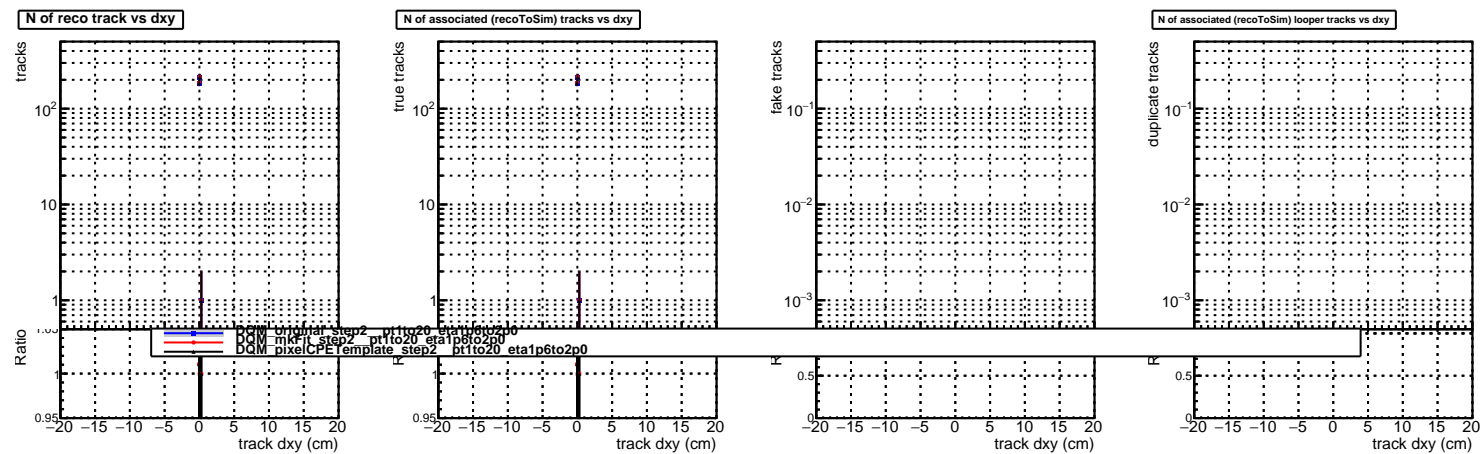 N of reco track vs dxy
N of associated (recoToSim) tracks vs dxy
N of associated (recoToSim) looper tracks vs dxy
tracks
10²
10
1
Ratio
1
0.95
−20 −15 −10 −5 0 5 10 15 20
track dxy (cm)
true tracks
10²
10
1
1
0.95
−20 −15 −10 −5 0 5 10 15 20
track dxy (cm)
fake tracks
10⁻¹
10⁻²
10⁻³
0.5
0
−20 −15 −10 −5 0 5 10 15 20
track dxy (cm)
duplicate tracks
10⁻¹
10⁻²
10⁻³
0.5
0
−20 −15 −10 −5 0 5 10 15 20
track dxy (cm)
DQM_original_step2__pt1to20_eta1p6to2p0
DQM_mkFit_step2__pt1to20_eta1p6to2p0
DQM_pixelCPETemplate_step2__pt1to20_eta1p6to2p0